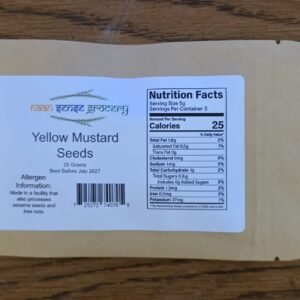 naan sense grocery
Yellow Mustard
Seeds
25 Grams
Best Before July 2027
Allergen
Information:
Made in a facility that
also processes
sesame seeds and
tree nuts
Nutrition Facts
Serving Size 5g
Servings Per Container 5
Amount Per Serving
Calories 25
% Daily Value*
Total Fat 1.8g 2%
Saturated Fat 0.2g 1%
Trans Fat 0g
Cholesterol 0mg 0%
Sodium 1mg 0%
Total Carbohydrate 1g 2%
Total Sugars 0.6g
Includes 0g Added Sugars 0%
Protein 1.3mg 3%
Iron 0.5mg 3%
Potassium 37mg 1%